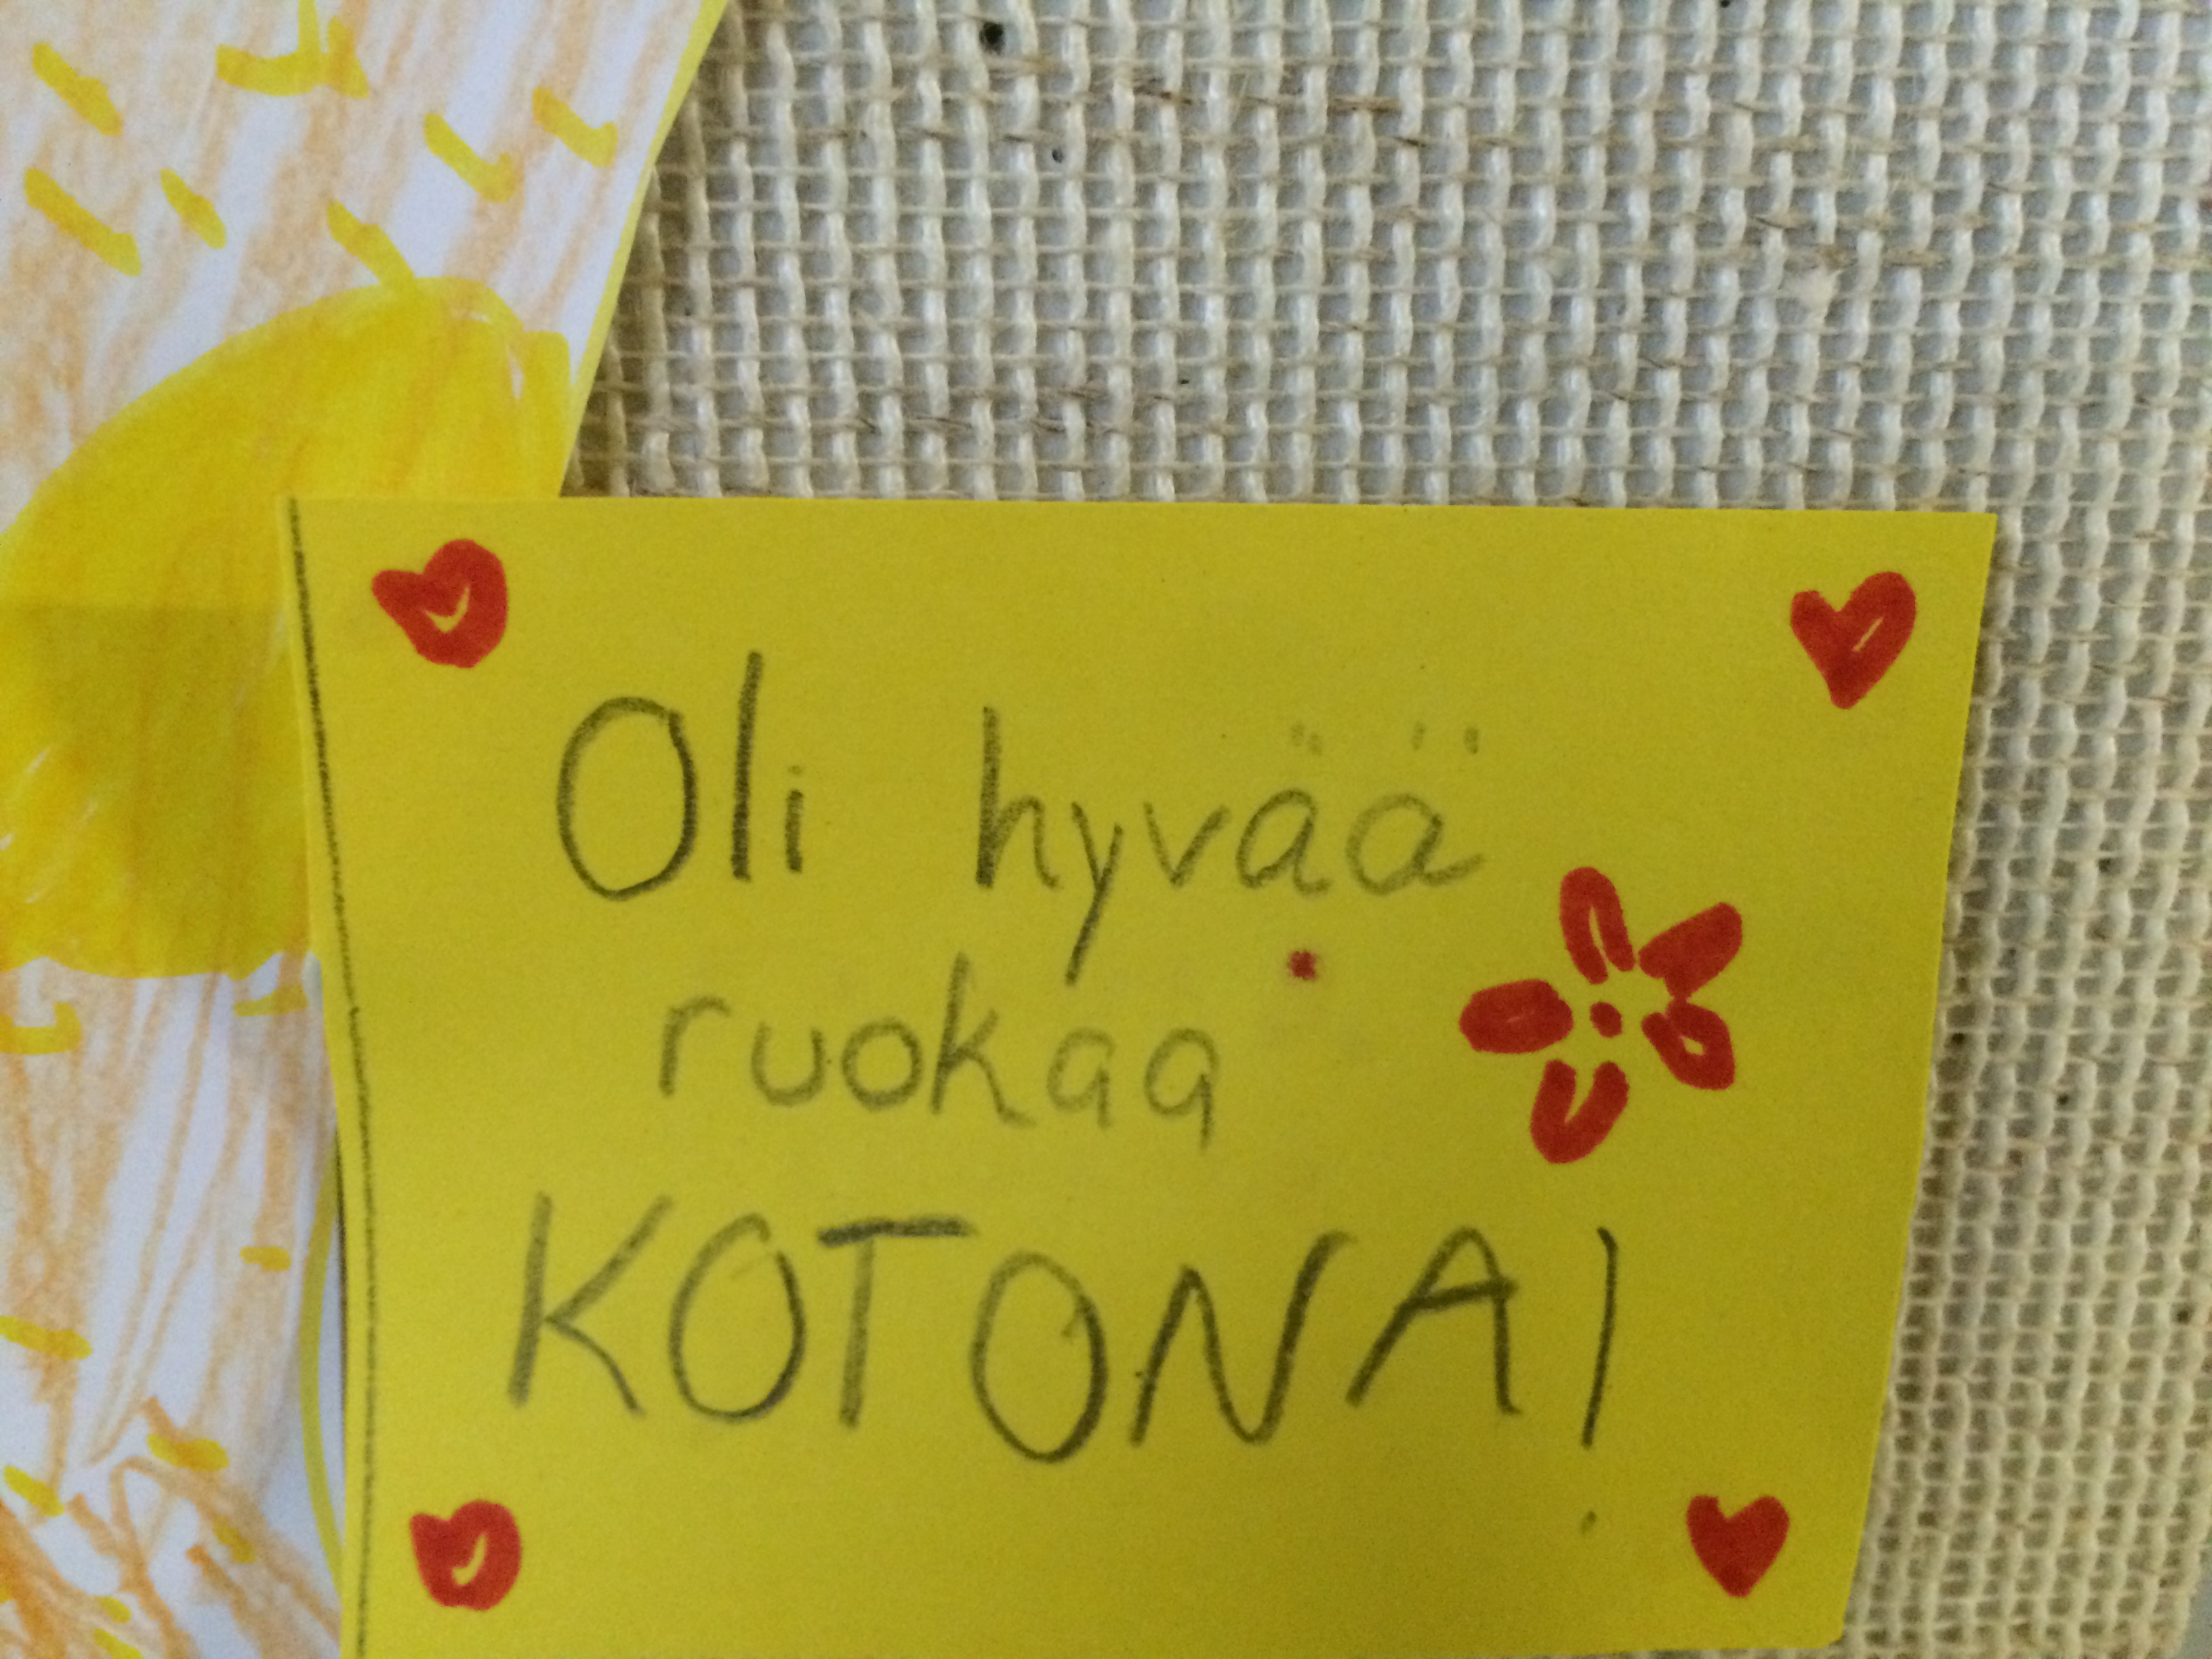 Oli hyvää
ruokaa
KOTONA!